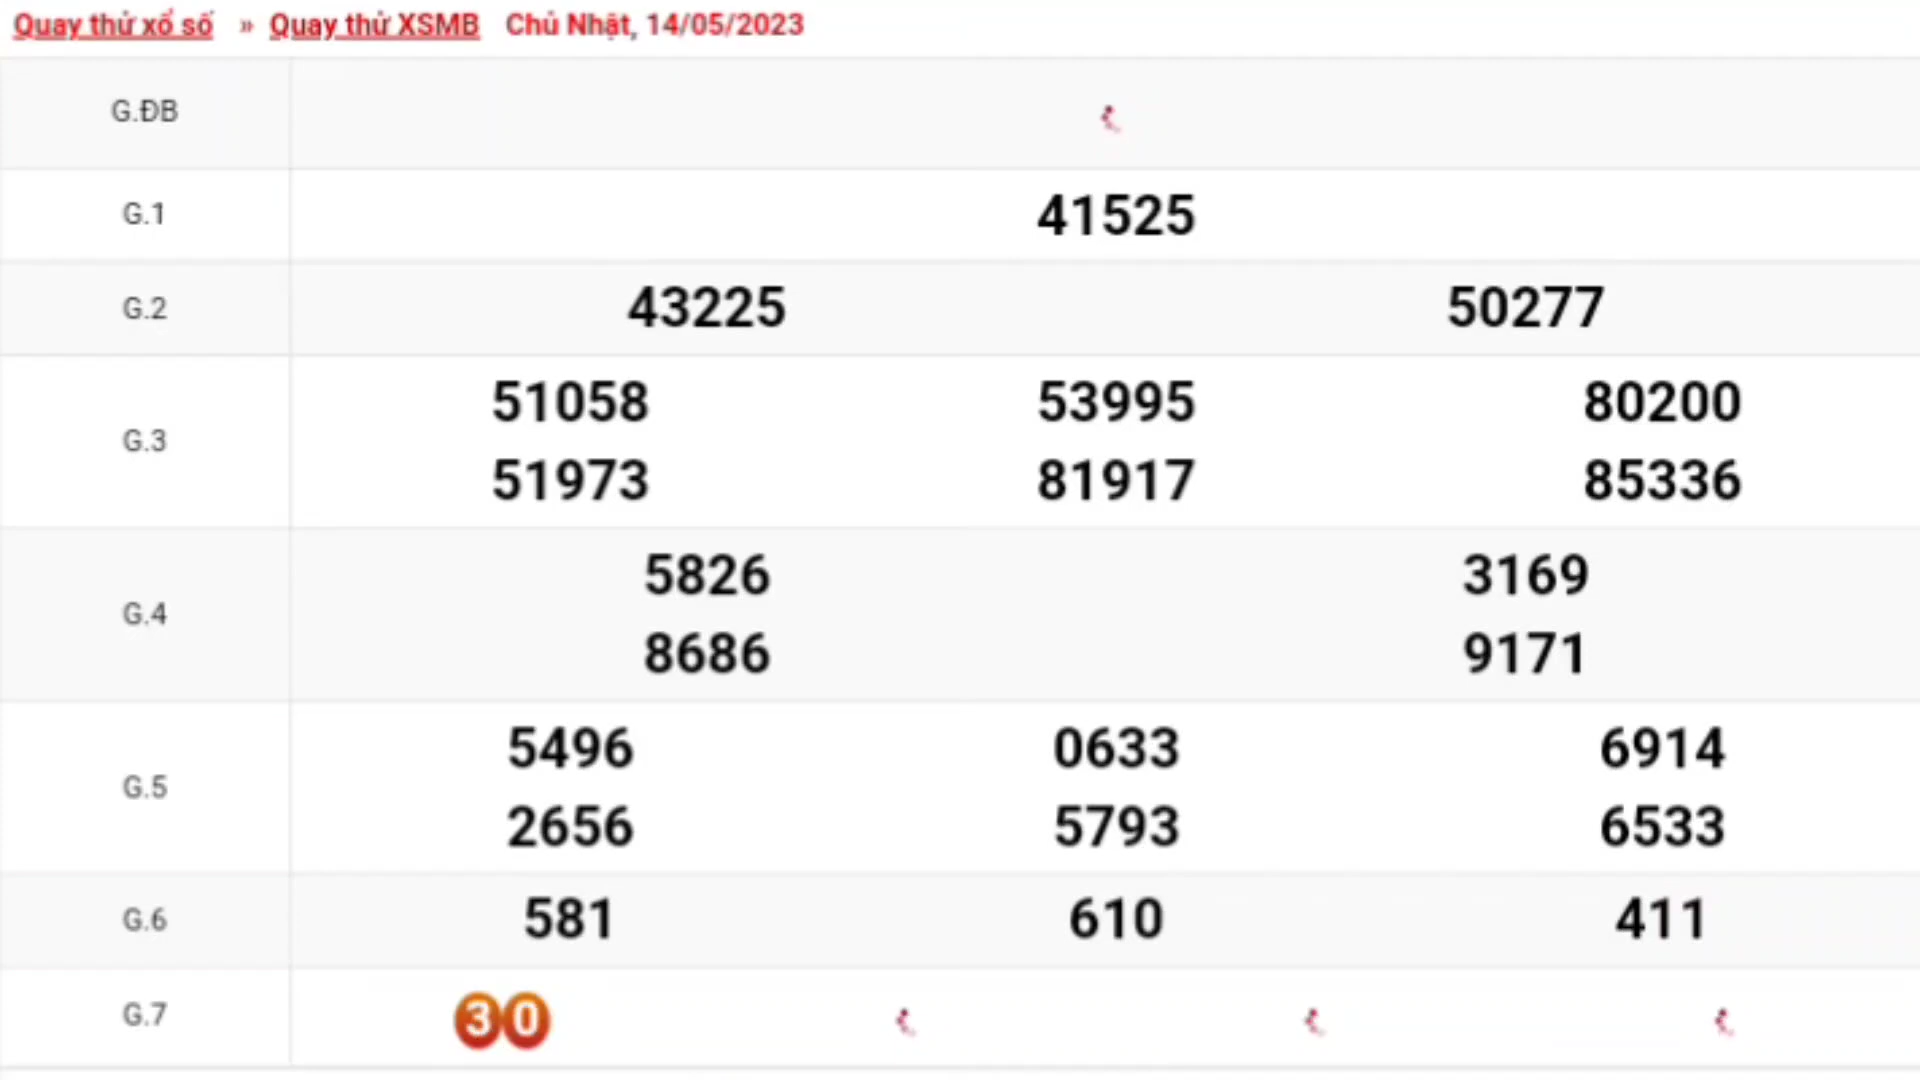 Quay thử xổ số » Quay thử XSMB Chủ Nhật, 14/05/2023
G.ĐB
G.1 41525
G.2 43225 50277
G.3 51058 53995 80200
51973 81917 85336
G.4 5826 3169
8686 9171
G.5 5496 0633 6914
2656 5793 6533
G.6 581 610 411
G.7 30